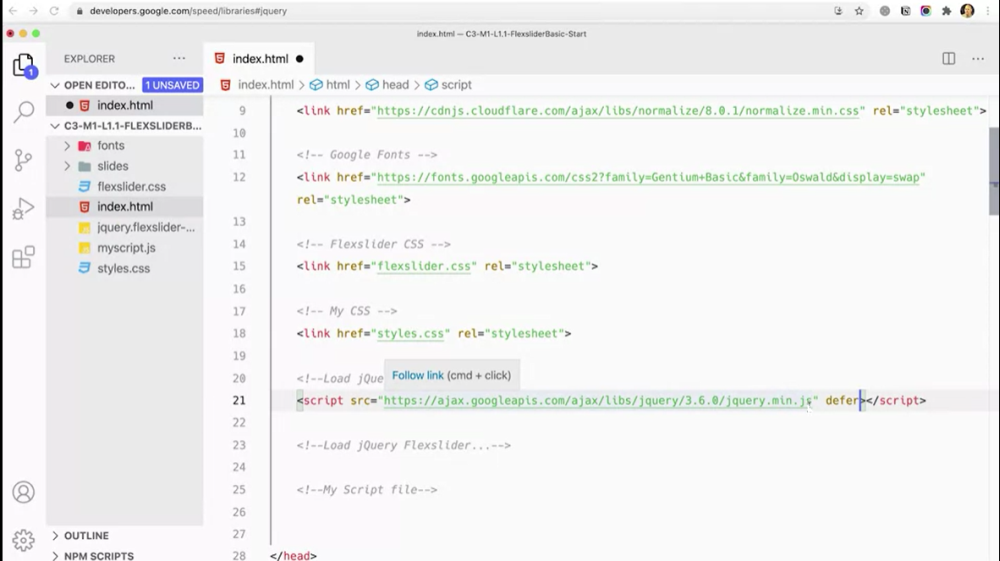 developers.google.com/speed/libraries#jquery
index.html — C3-M1-L1.1-FlexsliderBasic-Start
EXPLORER
OPEN EDITO... 1 UNSAVED
index.html
C3-M1-L1.1-FLEXSLIDERB...
fonts
slides
flexslider.css
index.html
jquery.flexslider-...
myscript.js
styles.css
OUTLINE
NPM SCRIPTS
1
index.html
index.html > html > head > script
9 <link href="https://cdnjs.cloudflare.com/ajax/libs/normalize/8.0.1/normalize.min.css" rel="stylesheet">
10
11 <!-- Google Fonts -->
12 <link href="https://fonts.googleapis.com/css2?family=Gentium+Basic&family=Oswald&display=swap"
rel="stylesheet">
13
14 <!-- Flexslider CSS -->
15 <link href="flexslider.css" rel="stylesheet">
16
17 <!-- My CSS -->
18 <link href="styles.css" rel="stylesheet">
19
20 <!--Load jQue
Follow link (cmd + click)
21 <script src="https://ajax.googleapis.com/ajax/libs/jquery/3.6.0/jquery.min.js" defer></script>
22
23 <!--Load jQuery Flexslider...-->
24
25 <!--My Script file-->
26
27
28 </head>